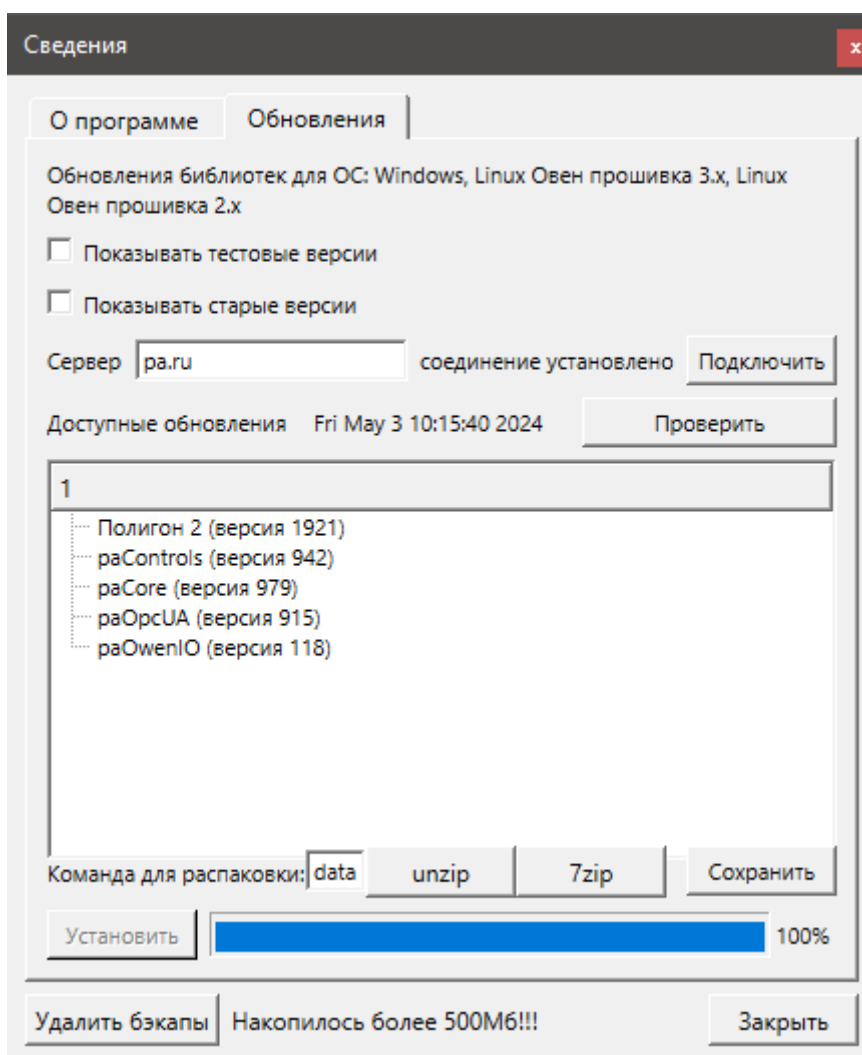 Сведения
x
О программе
Обновления
Обновления библиотек для ОС: Windows, Linux Овен прошивка 3.x, Linux
Овен прошивка 2.x
Показывать тестовые версии
Показывать старые версии
Сервер pa.ru соединение установлено Подключить
Доступные обновления Fri May 3 10:15:40 2024 Проверить
1
Полигон 2 (версия 1921)
paControls (версия 942)
paCore (версия 979)
paOpcUA (версия 915)
paOwenIO (версия 118)
Команда для распаковки: data unzip 7zip Сохранить
Установить 100%
Удалить бэкапы Накопилось более 500Мб!!! Закрыть